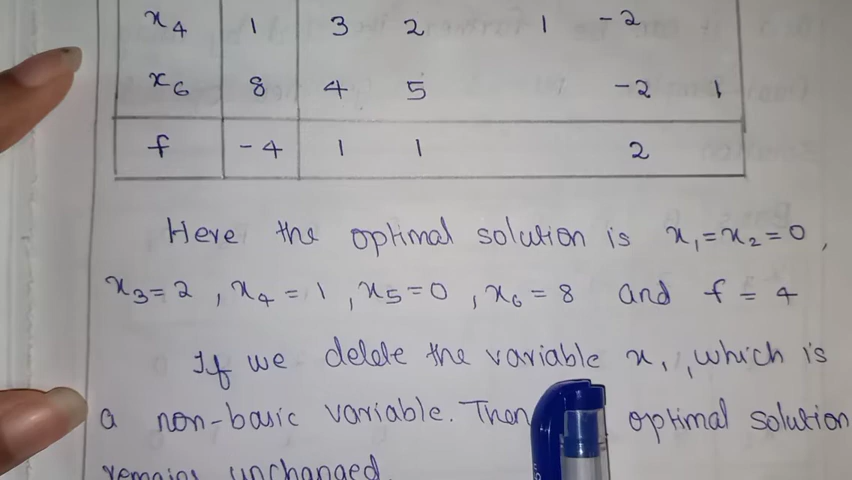 x4 1 3 2 1 -2
x6 8 4 5 -2 1
f -4 1 1 2
Here the optimal solution is x1=x2=0,
x3=2, x4=1, x5=0, x6=8 and f=4
If we delete the variable x1, which is
a non-basic variable. Then optimal solution
remains unchanged.